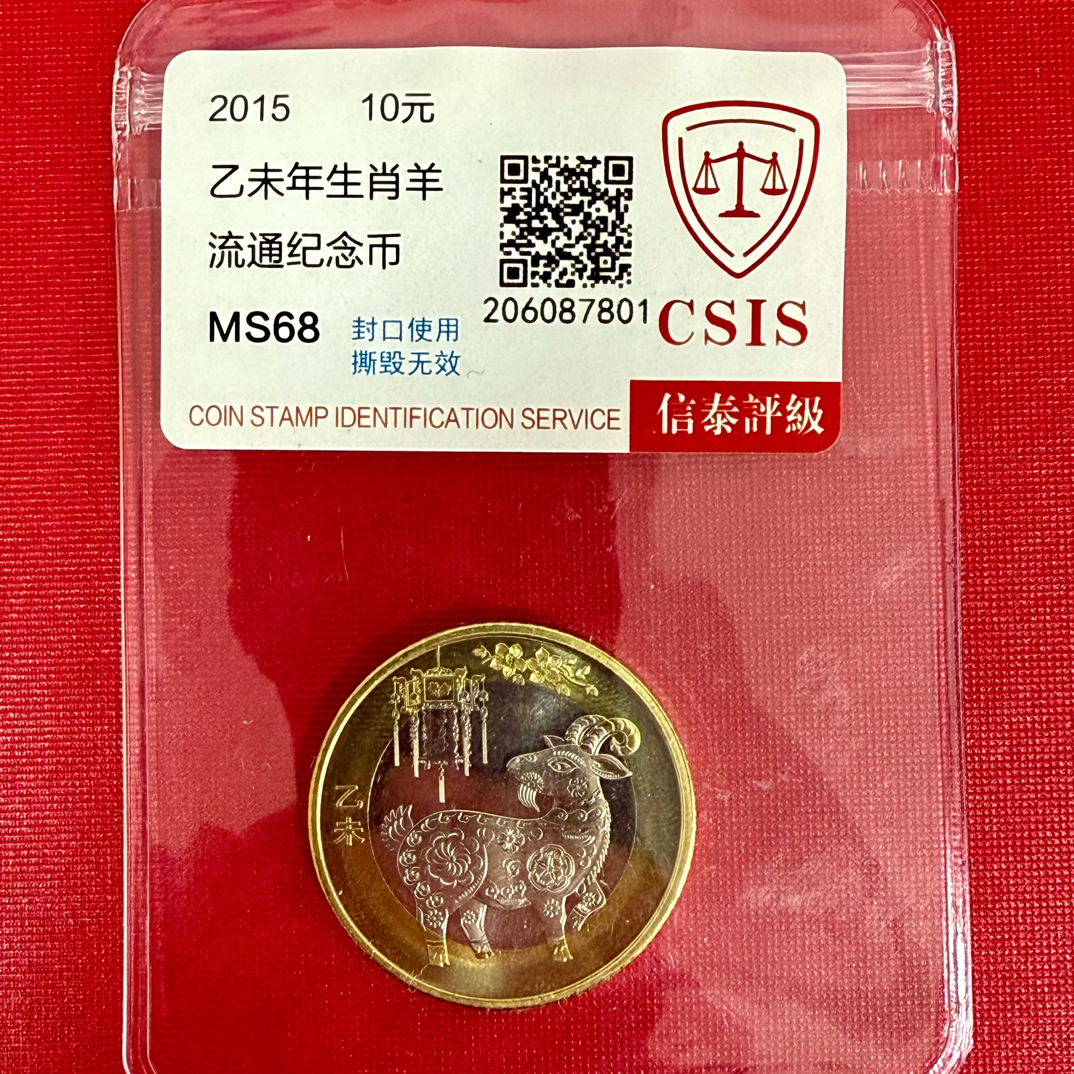 2015 10元
乙未年生肖羊
流通纪念币
MS68
封口使用
撕毁无效
206087801
CSIS
COIN STAMP IDENTIFICATION SERVICE
信泰評級
乙未